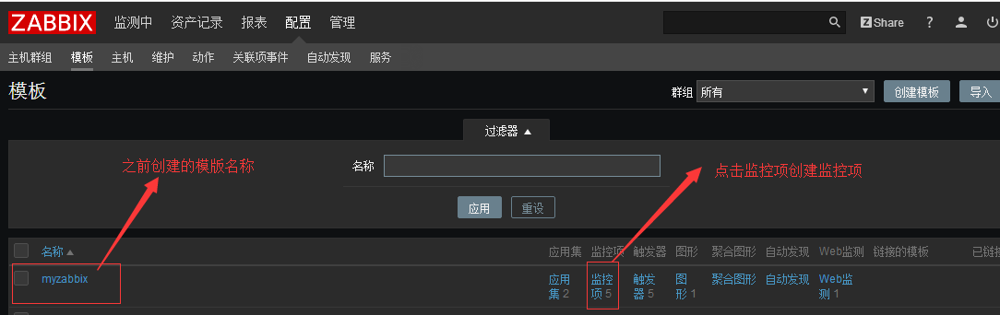 ZABBIX 监测中 资产记录 报表 配置 管理 Z Share ?
主机群组 模板 主机 维护 动作 关联项事件 自动发现 服务
模板 群组 所有 创建模板 导入
过滤器
之前创建的模版名称 名称 点击监控项创建监控项
应用 重设
名称 应用集 监控项 触发器 图形 聚合图形 自动发现 Web监测 链接的模板 已链接
myzabbix 应用 监控 触发 图 聚合图形 自动发现 Web监
集 2 项 5 器 5 形 1 测 1